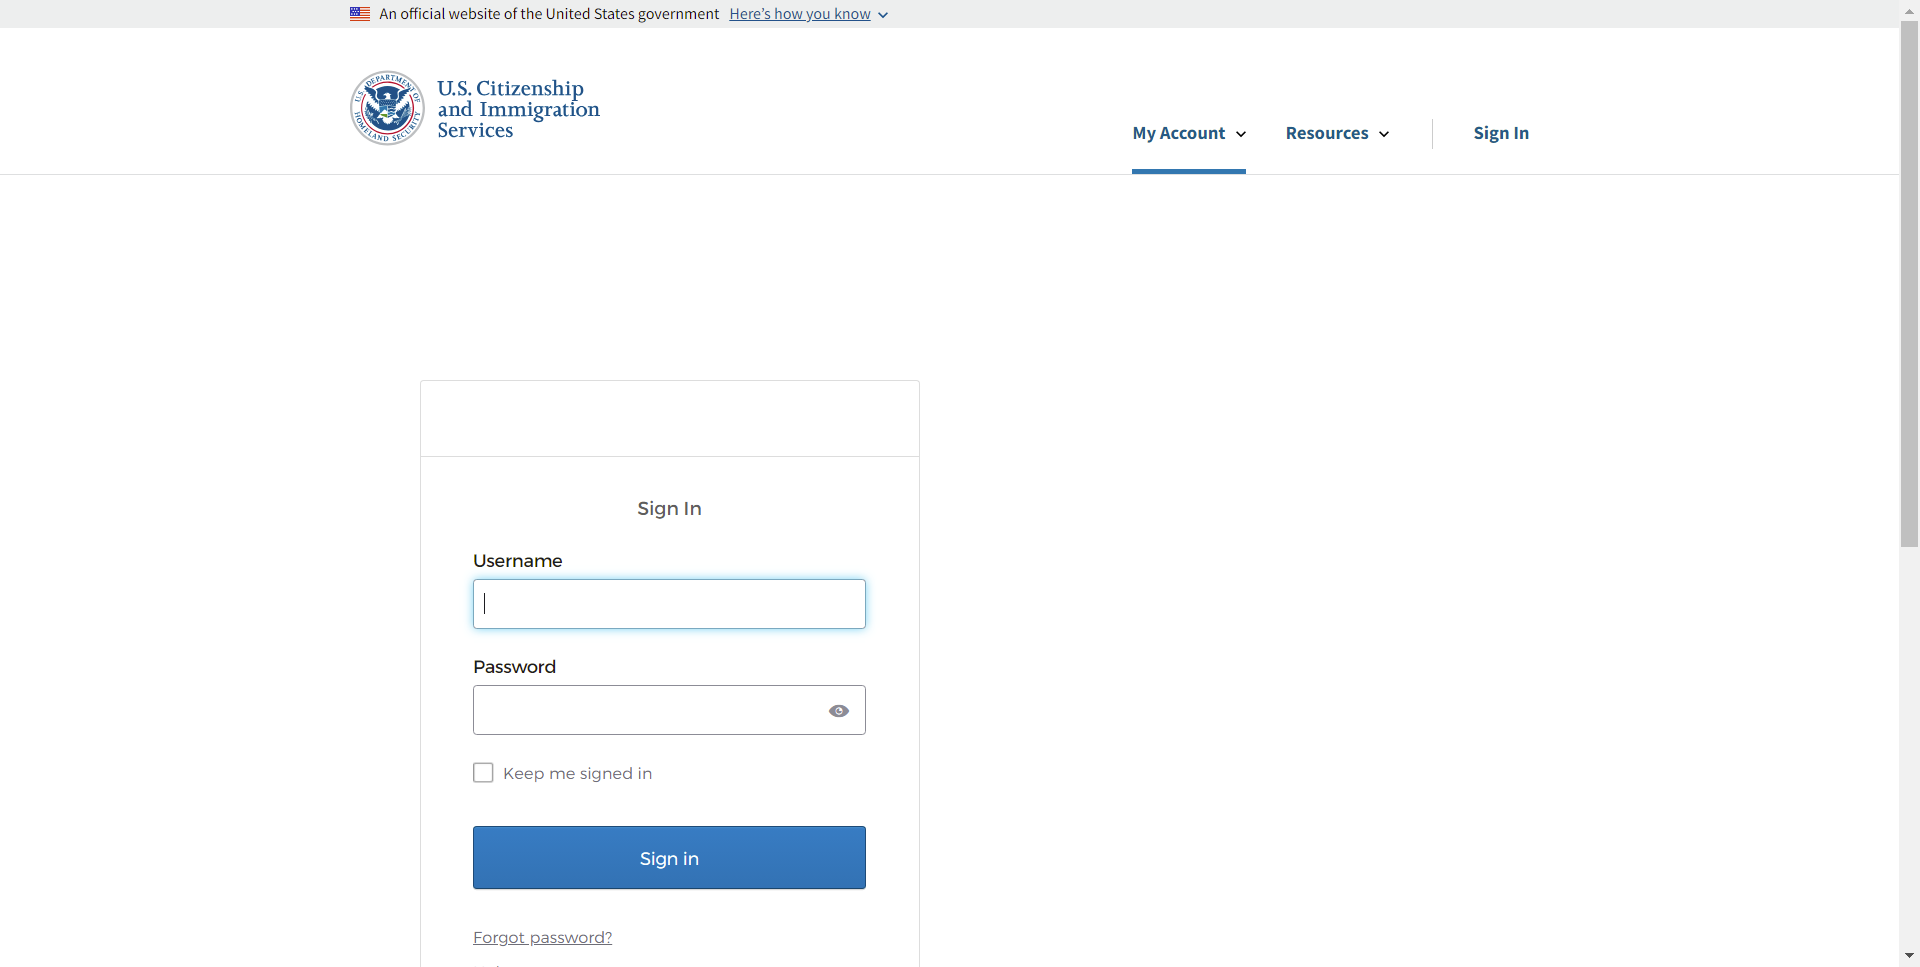 An official website of the United States government Here's how you know
U.S. DEPARTMENT OF HOMELAND SECURITY
U.S. Citizenship
and Immigration
Services
My Account
Resources
Sign In
Sign In
Username
Password
Keep me signed in
Sign in
Forgot password?